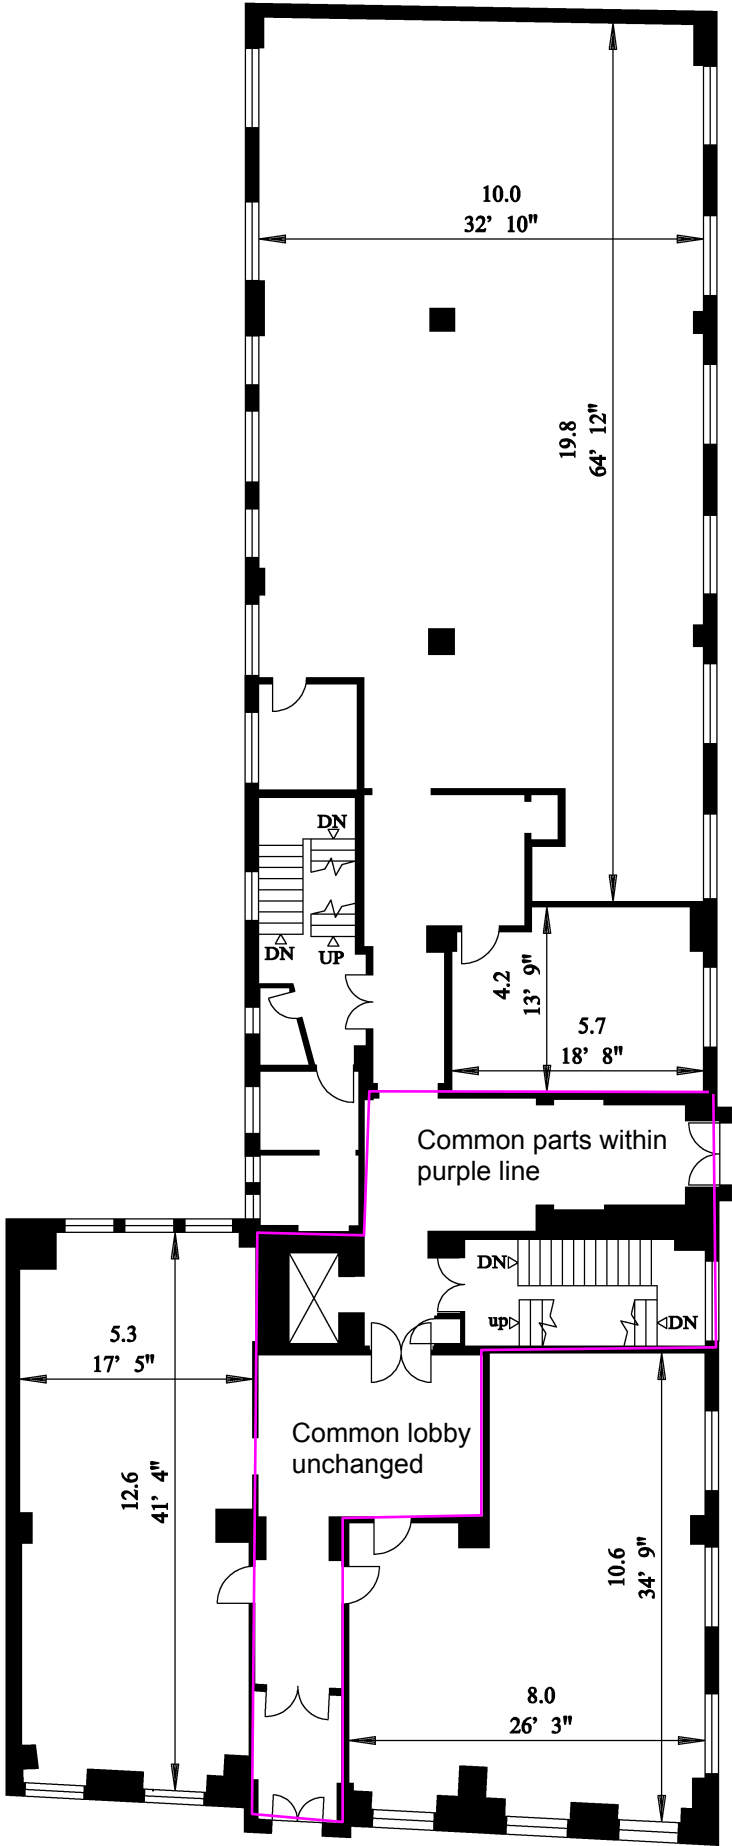 10.0
32' 10"
19.8
64' 12"
DN
DN
UP
4.2
13' 9"
5.7
18' 8"
Common parts within
purple line
DN
up
DN
5.3
17' 5"
Common lobby
unchanged
12.6
41' 4"
10.6
34' 9"
8.0
26' 3"